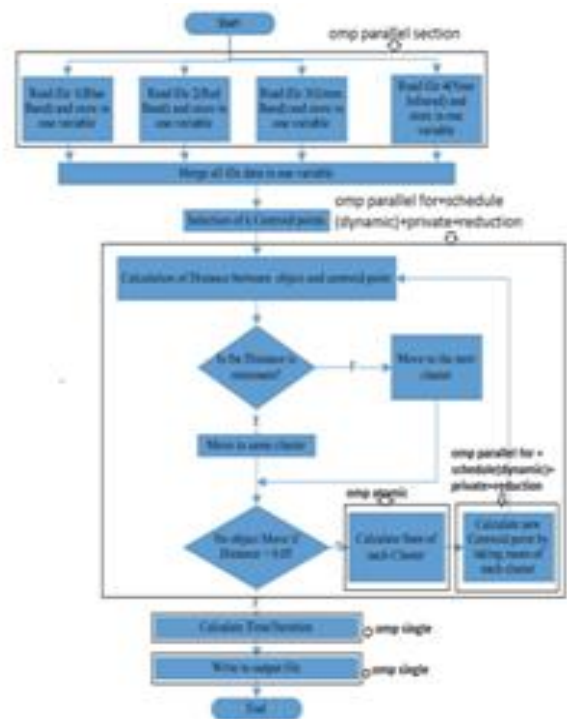 Start
omp parallel section
Read file 1(Blue
Band) and store in
one variable
Read file 2(Red
Band) and store in
one variable
Read file 3(Green
Band) and store in
one variable
Read file 4(Near
Infrared) and
store in one
variable
Merge all file data in one variable
omp parallel for+schedule
(dynamic)+private+reduction
Selection of k Centroid points
Calculation of Distance between object and centroid point
Is the Distance is
minimum?
Move to the new
cluster
Move in same cluster
omp parallel for +
schedule(dynamic)+
private+reduction
omp atomic
No object Move if
Distance < 0.05
Calculate Sum of
each Cluster
Calculate new
Centroid point by
taking mean of
each cluster
Calculate Time/Iteration
omp single
Write to output file
omp single
End